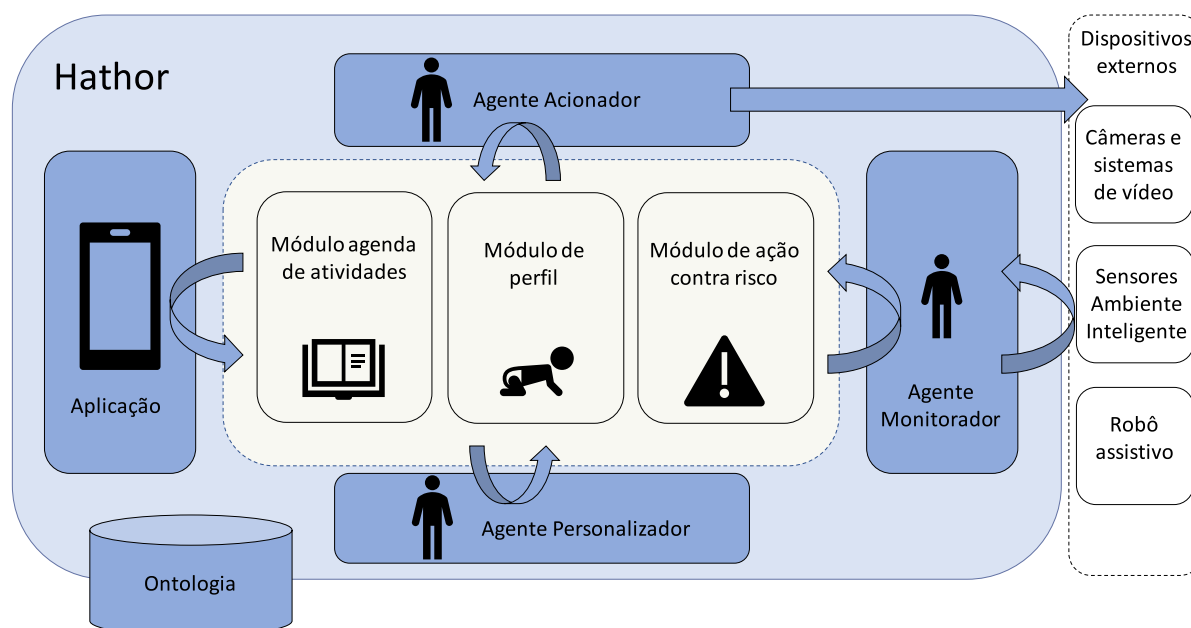 Hathor
Agente Acionador
Dispositivos
externos
Câmeras e
sistemas
de vídeo
Módulo agenda
de atividades
Módulo de
perfil
Módulo de ação
contra risco
Sensores
Ambiente
Inteligente
Aplicação
Agente
Monitorador
Robô
assistivo
Agente Personalizador
Ontologia